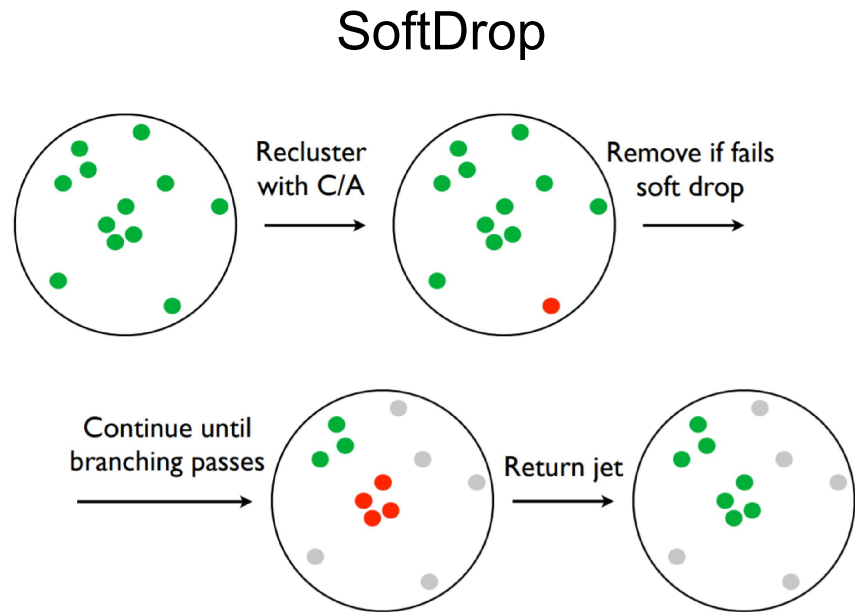 SoftDrop
Recluster
with C/A
Remove if fails
soft drop
Continue until
branching passes
Return jet